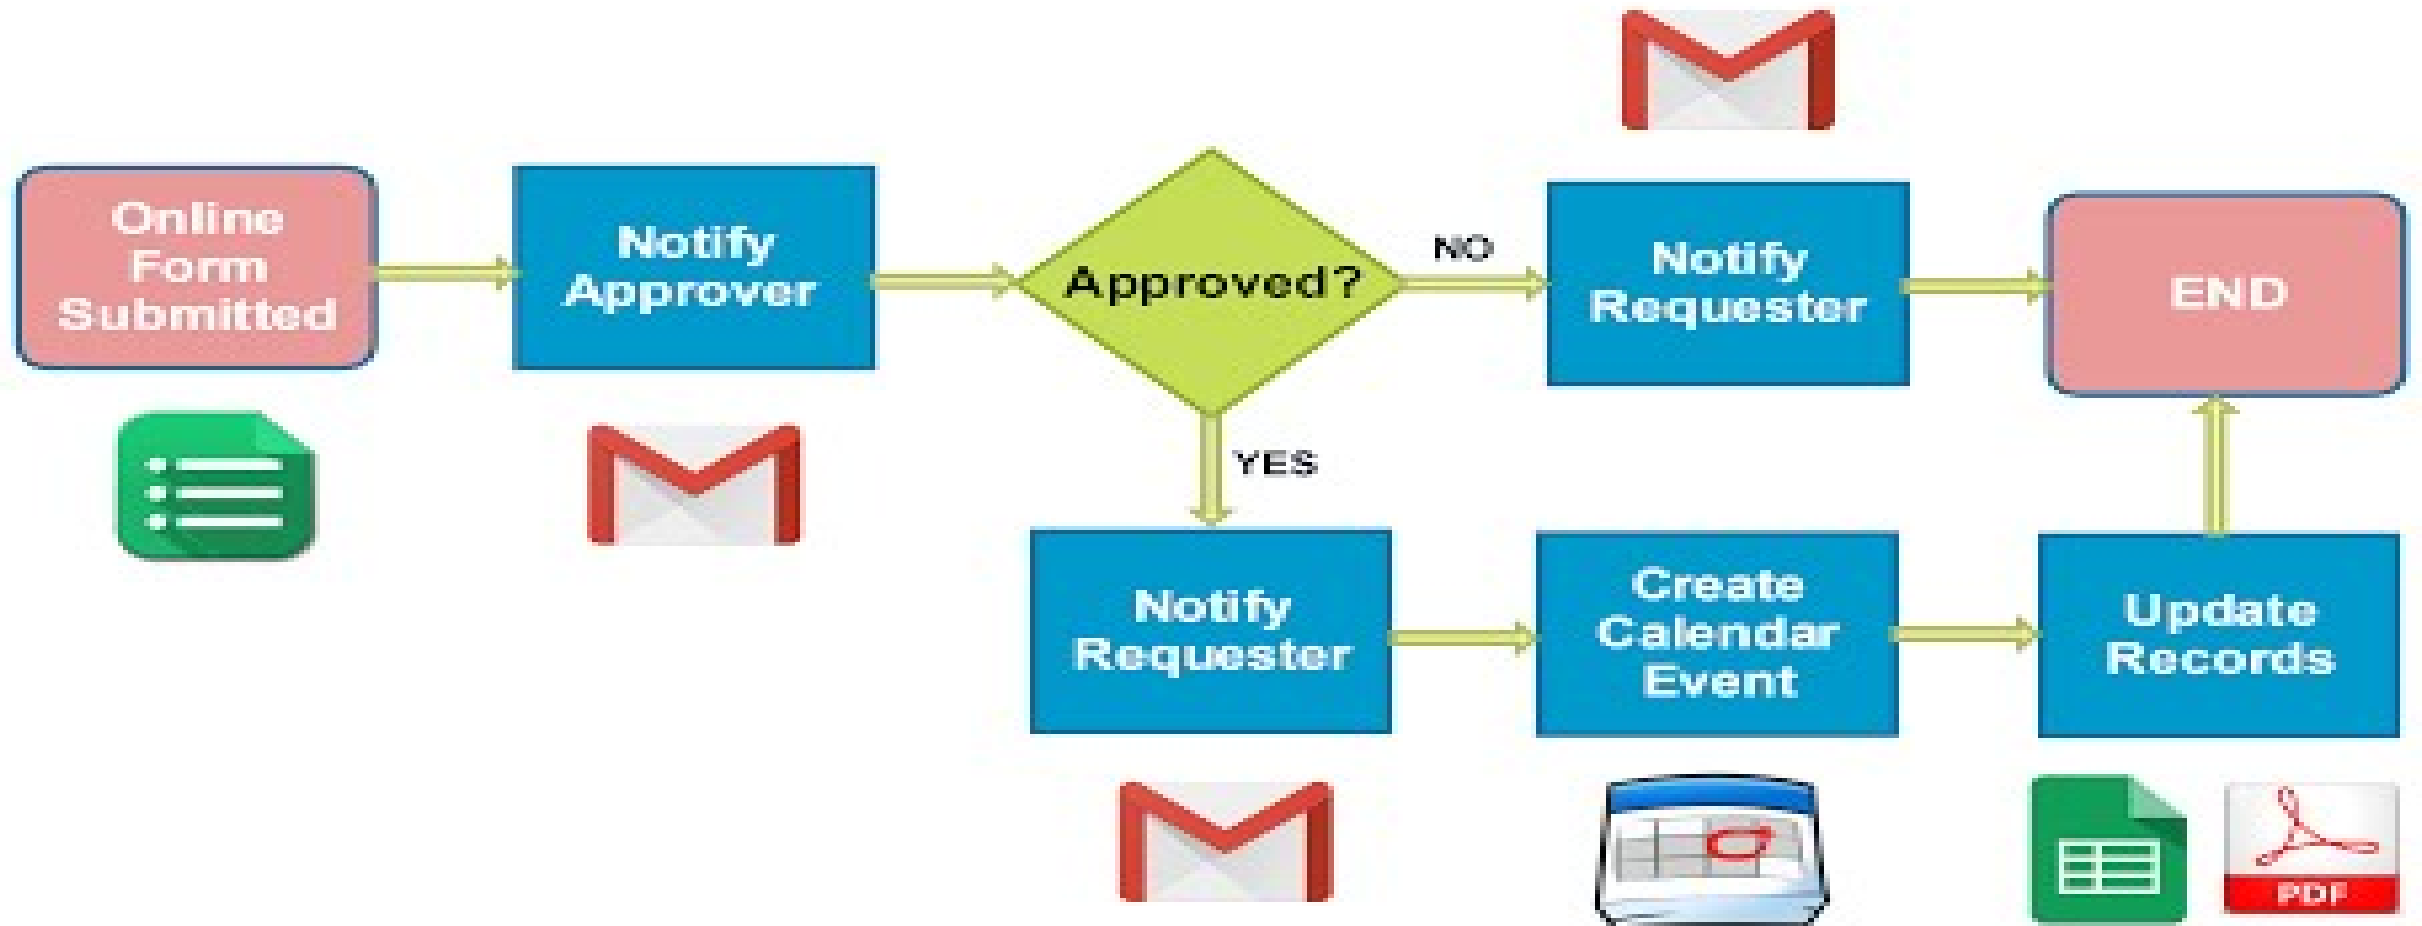 Online
Form
Submitted
Notify
Approver
Approved?
NO
Notify
Requester
END
YES
Notify
Requester
Create
Calendar
Event
Update
Records
PDF